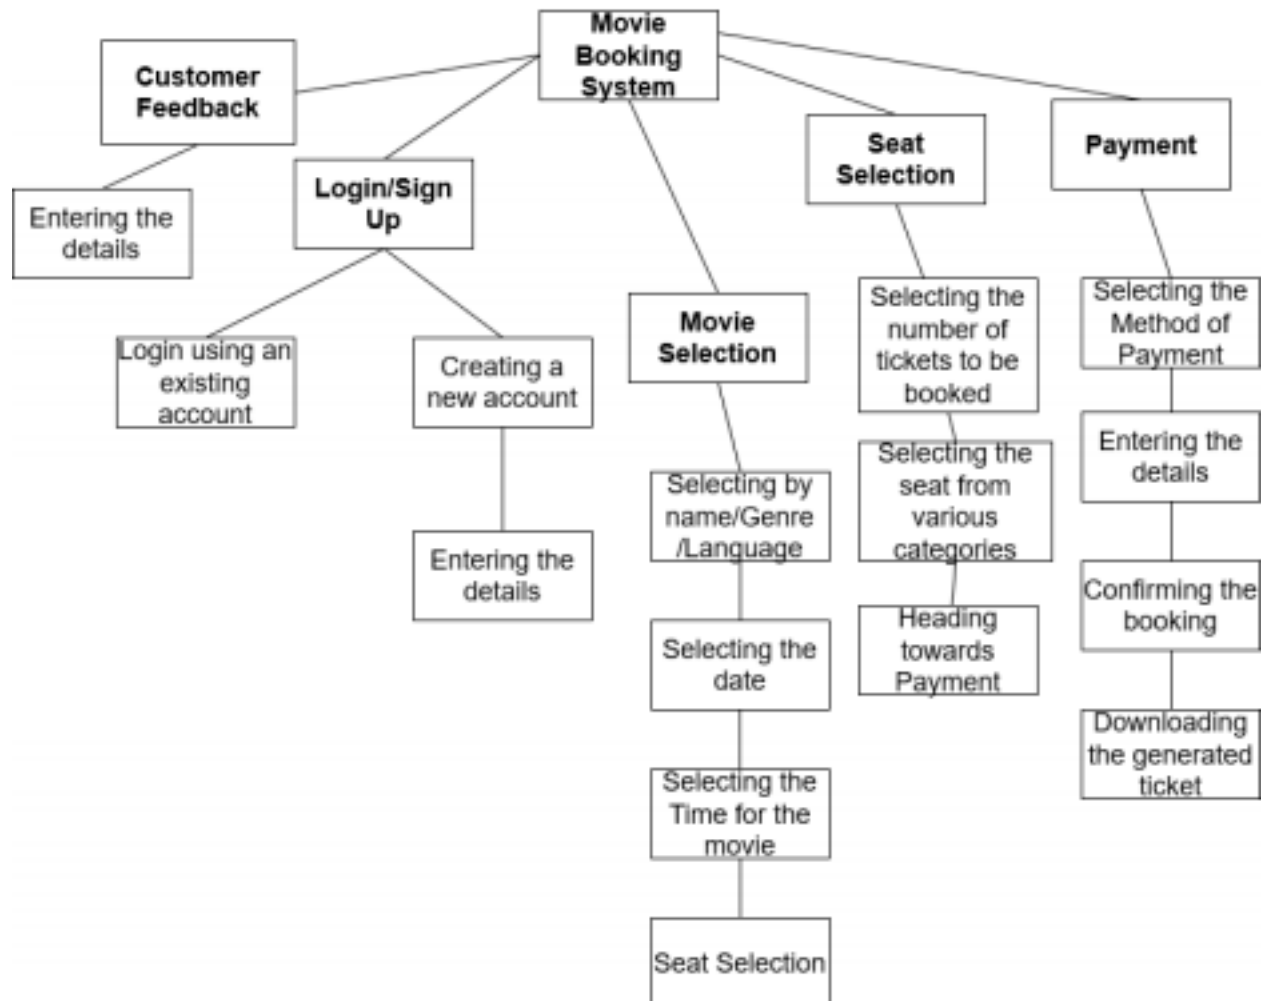 Movie
Booking
System
Customer
Feedback
Entering the
details
Login/Sign
Up
Login using an
existing
account
Creating a
new account
Entering the
details
Movie
Selection
Selecting by
name/Genre
/Language
Selecting the
date
Selecting the
Time for the
movie
Seat Selection
Seat
Selection
Selecting the
number of
tickets to be
booked
Selecting the
seat from
various
categories
Heading
towards
Payment
Payment
Selecting the
Method of
Payment
Entering the
details
Confirming the
booking
Downloading
the generated
ticket